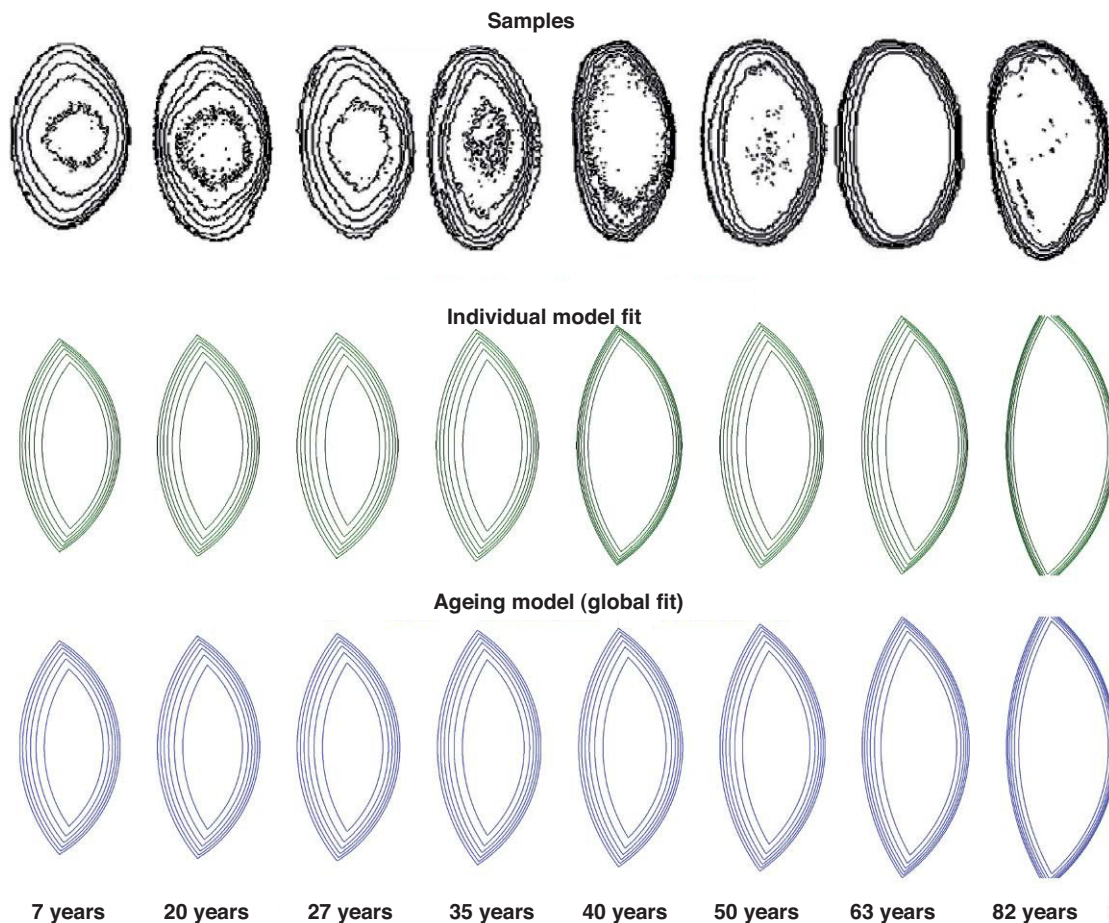 Samples
Individual model fit
Ageing model (global fit)
7 years 20 years 27 years 35 years 40 years 50 years 63 years 82 years